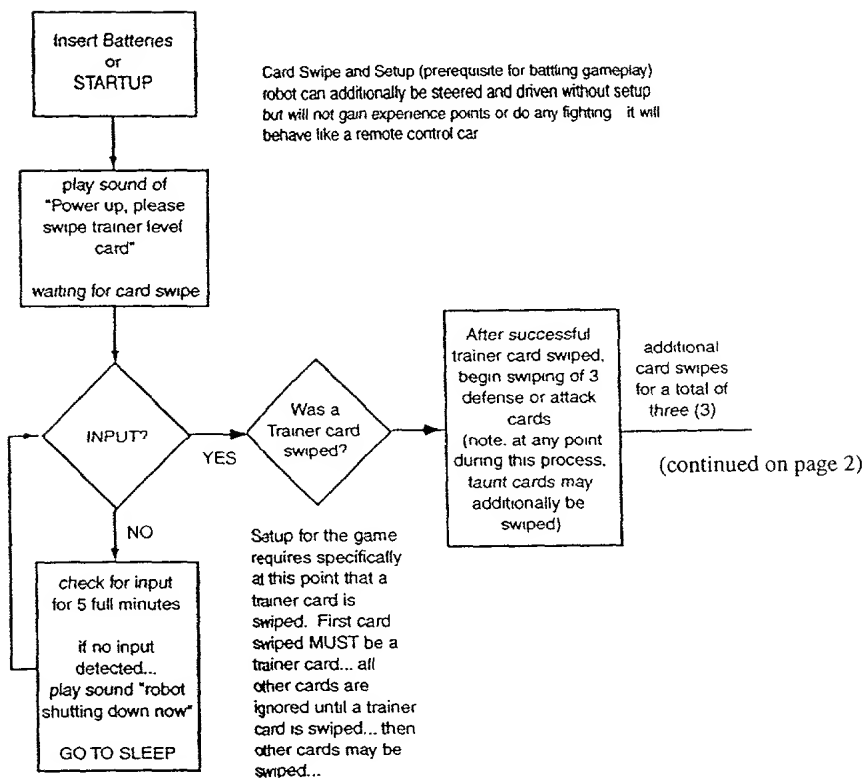 Insert Batteries
or
STARTUP
Card Swipe and Setup (prerequisite for battling gameplay)
robot can additionally be steered and driven without setup
but will not gain experience points or do any fighting it will
behave like a remote control car
play sound of
"Power up, please
swipe trainer level
card"
waiting for card swipe
INPUT?
YES
NO
check for input
for 5 full minutes
if no input
detected...
play sound "robot
shutting down now"
GO TO SLEEP
Was a
Trainer card
swiped?
Setup for the game
requires specifically
at this point that a
trainer card is
swiped. First card
swiped MUST be a
trainer card... all
other cards are
ignored until a trainer
card is swiped... then
other cards may be
swiped...
After successful
trainer card swiped,
begin swiping of 3
defense or attack
cards
(note. at any point
during this process,
taunt cards may
additionally be
swiped)
additional
card swipes
for a total of
three (3)
(continued on page 2)